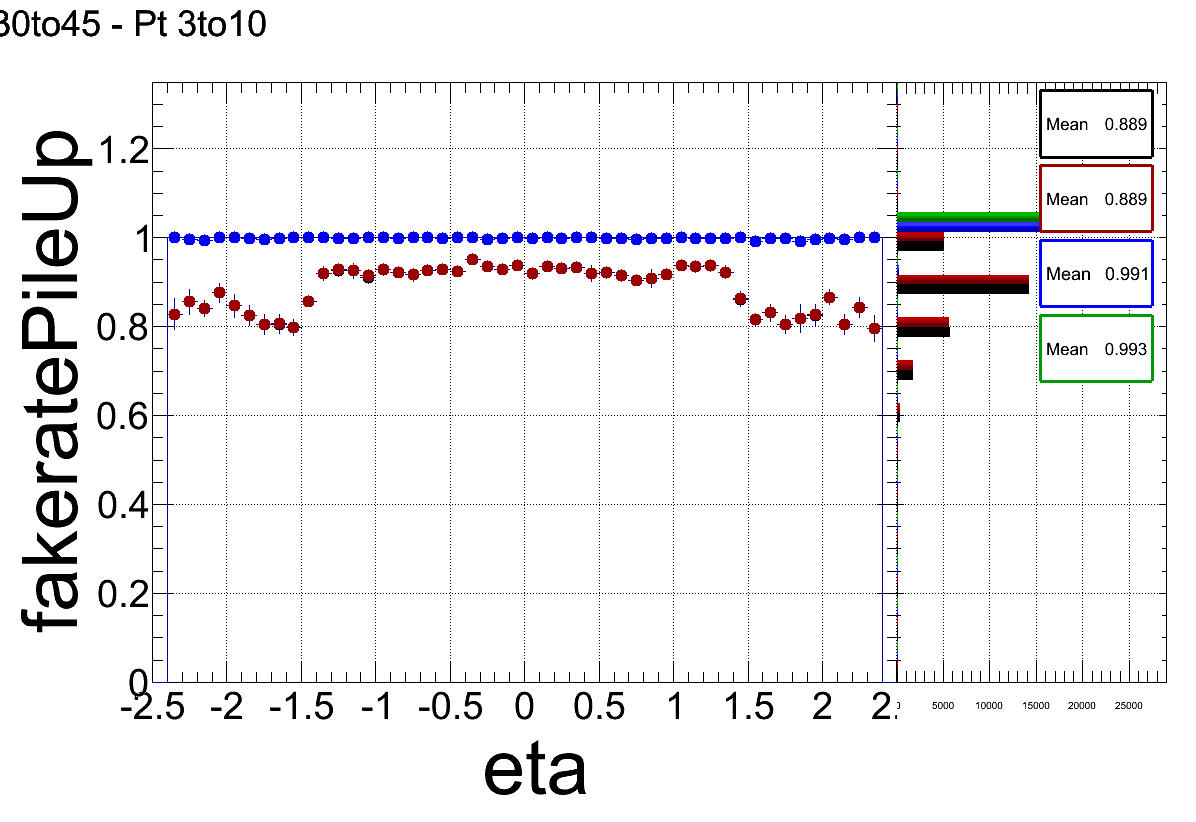 30to45 - Pt 3to10
fakeratePileUp
1.2
1
0.8
0.6
0.4
0.2
0
-2.5 -2 -1.5 -1 -0.5 0 0.5 1 1.5 2 2.
eta
Mean 0.889
Mean 0.889
Mean 0.991
Mean 0.993
0 5000 10000 15000 20000 25000